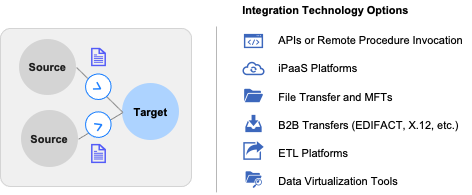 Integration Technology Options
Source
Source
Target
APIs or Remote Procedure Invocation
iPaaS Platforms
File Transfer and MFTs
B2B Transfers (EDIFACT, X.12, etc.)
ETL Platforms
Data Virtualization Tools